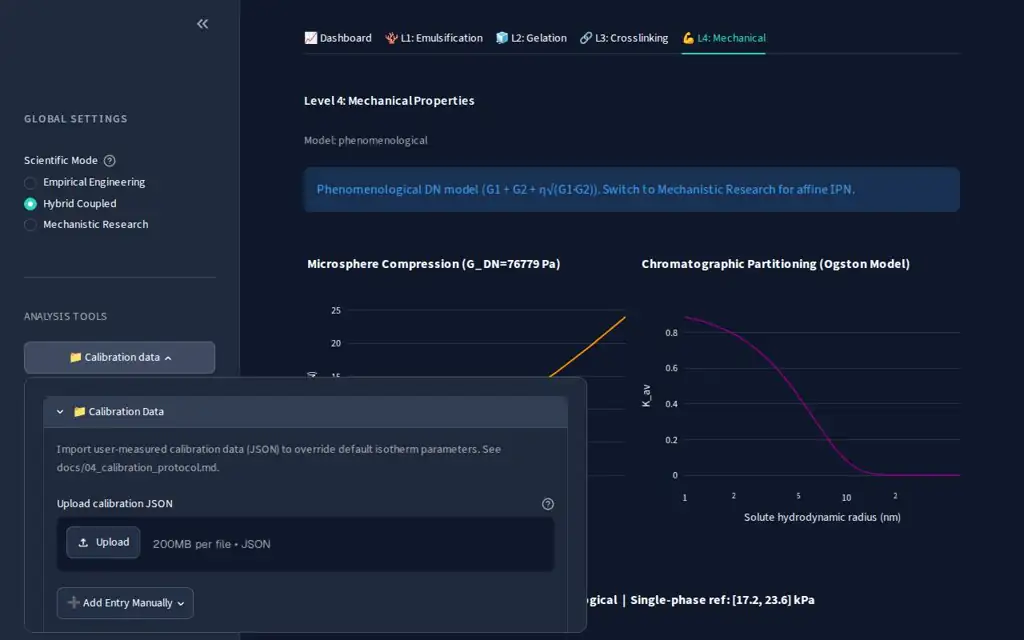 📈 Dashboard
🪸 L1: Emulsification
🧊 L2: Gelation
🔗 L3: Crosslinking
💪 L4: Mechanical
GLOBAL SETTINGS
Scientific Mode
Empirical Engineering
Hybrid Coupled
Mechanistic Research
ANALYSIS TOOLS
📁 Calibration data
📁 Calibration Data
Import user-measured calibration data (JSON) to override default isotherm parameters. See
docs/04_calibration_protocol.md.
Upload calibration JSON
Upload
200MB per file • JSON
➕ Add Entry Manually
Level 4: Mechanical Properties
Model: phenomenological
Phenomenological DN model (G1 + G2 + η√(G1·G2)). Switch to Mechanistic Research for affine IPN.
Microsphere Compression (G_DN=76779 Pa)
25
20
15
Chromatographic Partitioning (Ogston Model)
0.8
0.6
0.4
0.2
0
K_av
1
2
5
10
2
Solute hydrodynamic radius (nm)
gical | Single-phase ref: [17.2, 23.6] kPa